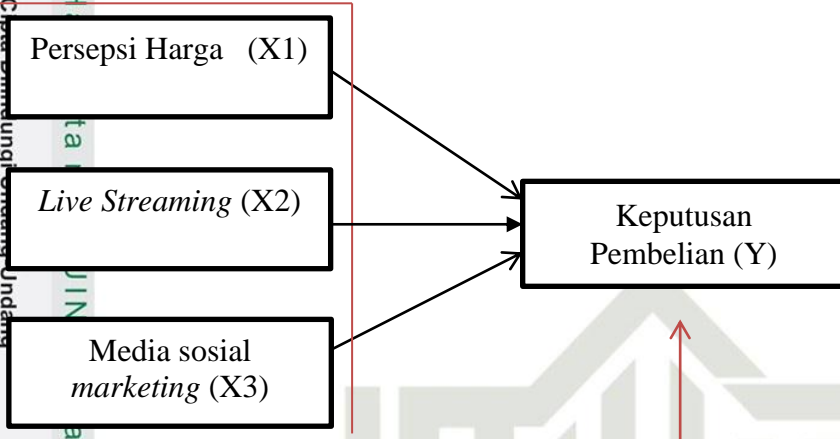 Persepsi Harga (X1)
Live Streaming (X2)
Media sosial
marketing (X3)
Keputusan
Pembelian (Y)